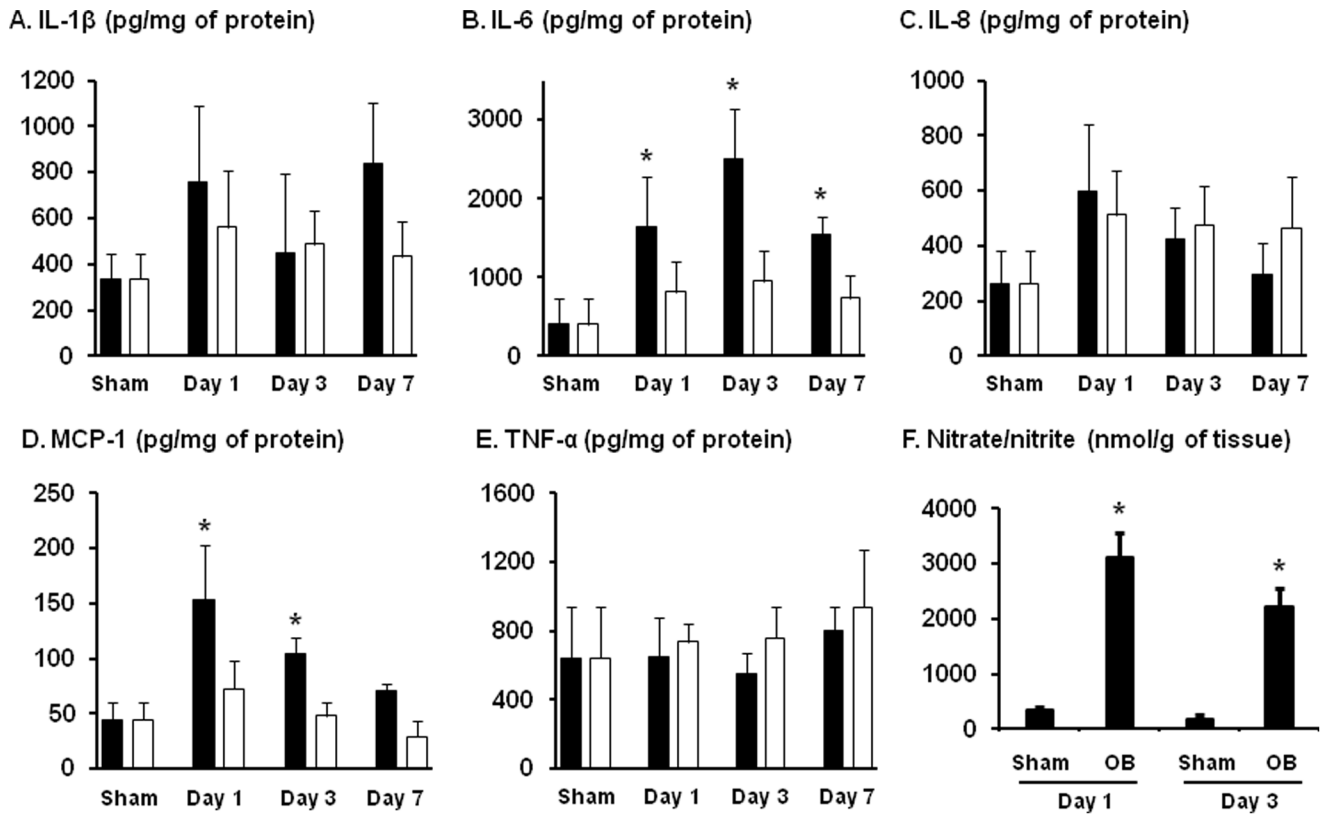 A. IL-1β (pg/mg of protein)
B. IL-6 (pg/mg of protein)
C. IL-8 (pg/mg of protein)
1200
1000
800
600
400
200
0
Sham Day 1 Day 3 Day 7
3000
2000
1000
0
* * *
Sham Day 1 Day 3 Day 7
1000
800
600
400
200
0
Sham Day 1 Day 3 Day 7
D. MCP-1 (pg/mg of protein)
E. TNF-α (pg/mg of protein)
F. Nitrate/nitrite (nmol/g of tissue)
250
200
150
100
50
0
* *
Sham Day 1 Day 3 Day 7
1600
1200
800
400
0
Sham Day 1 Day 3 Day 7
4000
3000
2000
1000
0
* *
Sham OB Sham OB
Day 1 Day 3